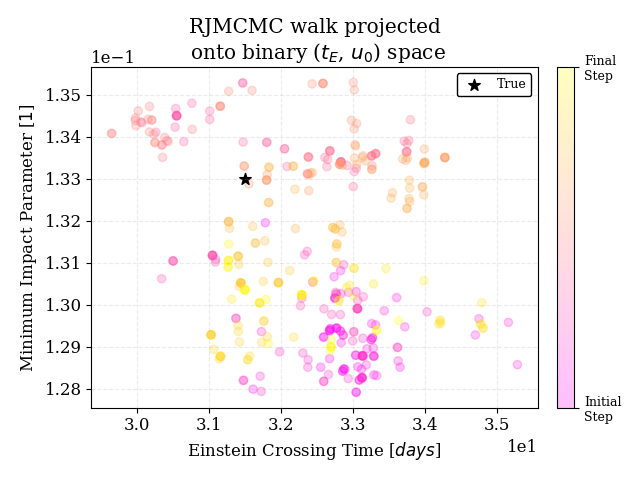 RJMCMC walk projected
onto binary (t_E, u_0) space
1e−1
True
Final
Step
1.35
1.34
1.33
1.32
1.31
1.30
1.29
1.28
Minimum Impact Parameter [1]
3.0 3.1 3.2 3.3 3.4 3.5
1e1
Einstein Crossing Time [days]
Initial
Step